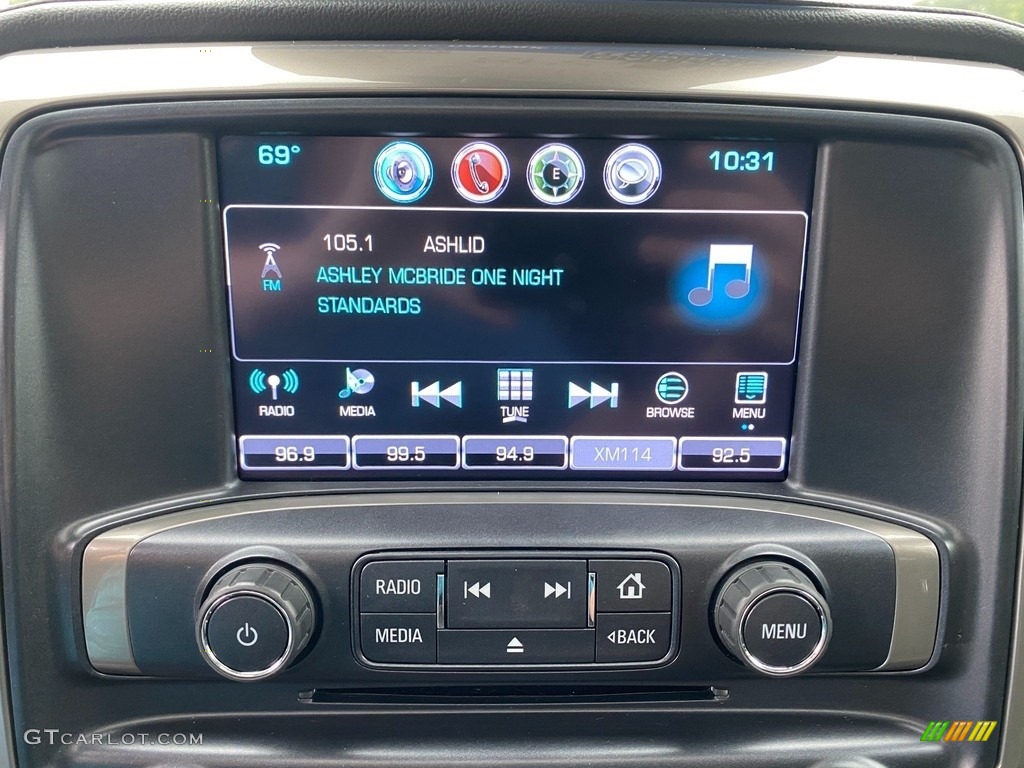 69° E 10:31
105.1 ASHLID
FM
ASHLEY MCBRIDE ONE NIGHT
STANDARDS
RADIO MEDIA TUNE BROWSE MENU
96.9 99.5 94.9 XM114 92.5
RADIO
MEDIA BACK MENU
GTCARLOT.COM